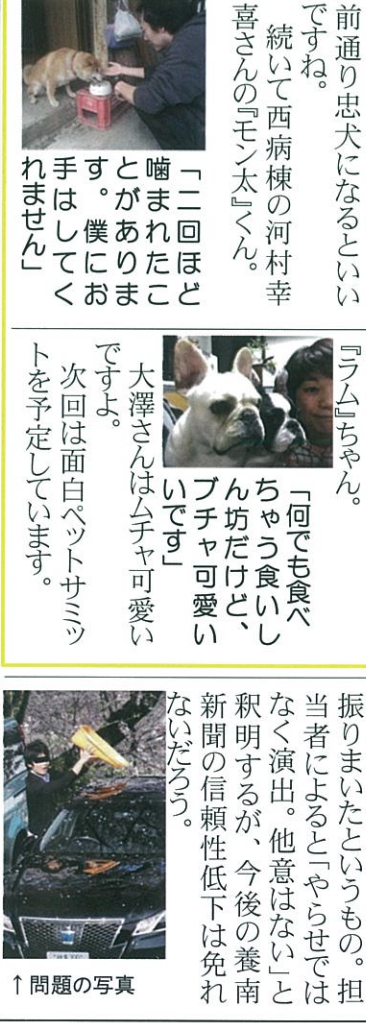 前通り忠犬になるといい
ですね。
続いて西病棟の河村幸
喜さんの『モン太』くん。
「二回ほど
噛まれたこ
とがありま
す。僕にお
手はしてく
れません」
『ラム』ちゃん。
「何でも食べ
ちゃう食いし
ん坊だけど、
ブチャ可愛い
いです」
大澤さんはムチャ可愛い
ですよ。
次回は面白ペットサミッ
トを予定しています。
振りまいたというもの。担
当者によると「やらせでは
なく演出。他意はない」と
釈明するが、今後の養南
新聞の信頼性低下は免れ
ないだろう。
↑問題の写真